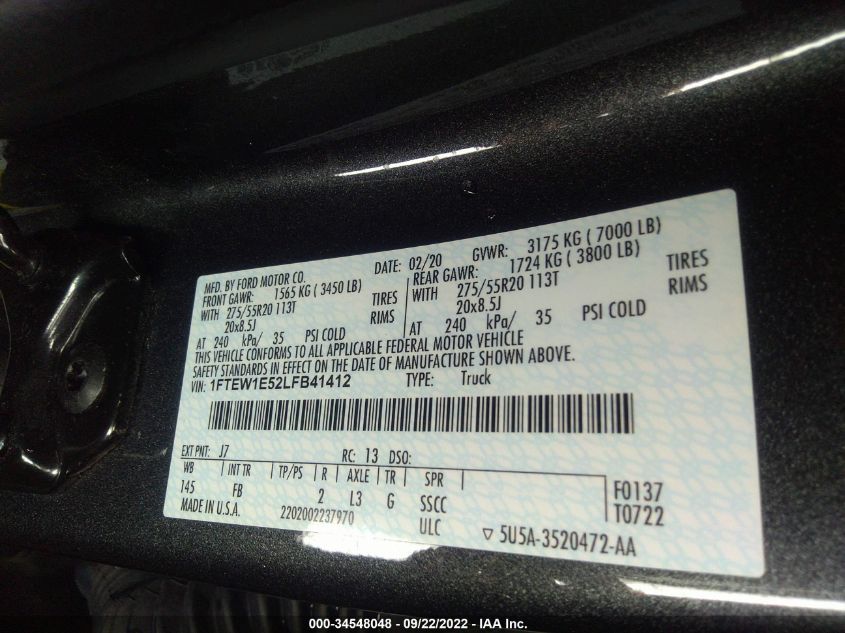 MFD. BY FORD MOTOR CO. DATE: 02/20 GVWR: 3175 KG ( 7000 LB)
FRONT GAWR: 1565 KG ( 3450 LB) REAR GAWR: 1724 KG ( 3800 LB)
WITH 275/55R20 113T TIRES WITH 275/55R20 113T TIRES
20x8.5J RIMS 20x8.5J RIMS
AT 240 kPa/ 35 PSI COLD AT 240 kPa/ 35 PSI COLD
THIS VEHICLE CONFORMS TO ALL APPLICABLE FEDERAL MOTOR VEHICLE
SAFETY STANDARDS IN EFFECT ON THE DATE OF MANUFACTURE SHOWN ABOVE.
VIN: 1FTEW1E52LFB41412 TYPE: Truck
EXT PNT: J7 RC: 13 DSO:
WB | INT TR | TP/PS | R | AXLE | TR | SPR |
145 FB 2 L3 G SSCC F0137
MADE IN U.S.A. 2202002237970 ULC T0722
▽ 5U5A-3520472-AA
000-34548048 - 09/22/2022 - IAA Inc.